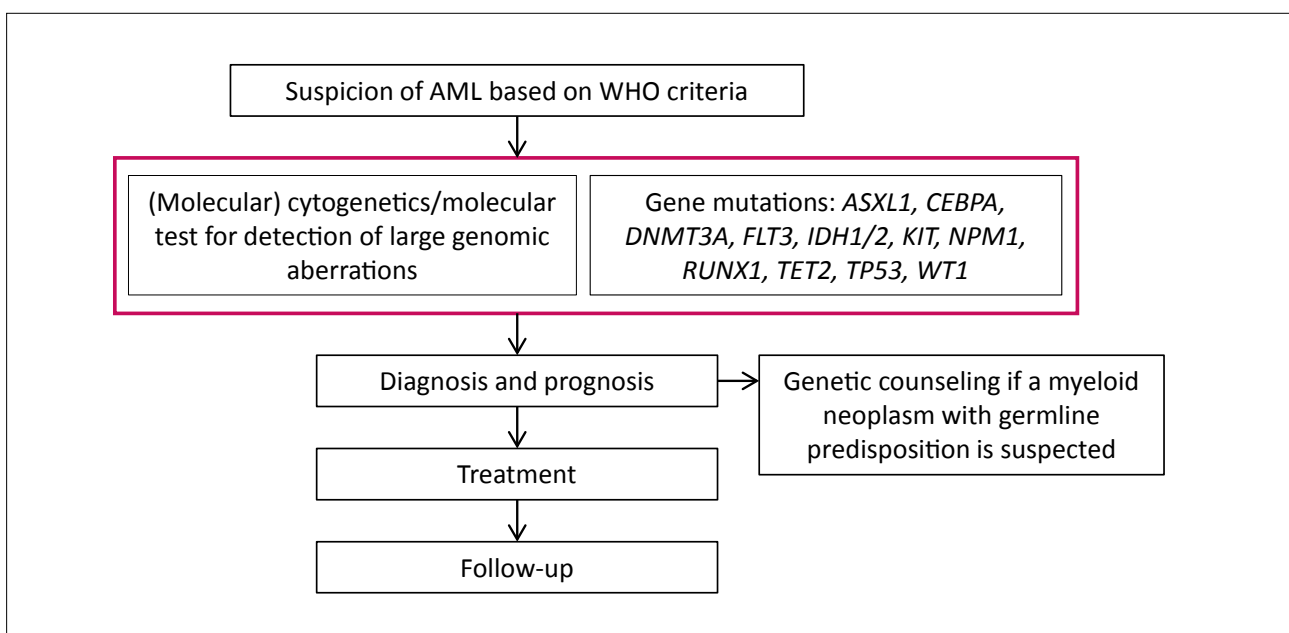 Suspicion of AML based on WHO criteria
(Molecular) cytogenetics/molecular
test for detection of large genomic
aberrations
Gene mutations: ASXL1, CEBPA,
DNMT3A, FLT3, IDH1/2, KIT, NPM1,
RUNX1, TET2, TP53, WT1
Diagnosis and prognosis
Genetic counseling if a myeloid
neoplasm with germline
predisposition is suspected
Treatment
Follow-up